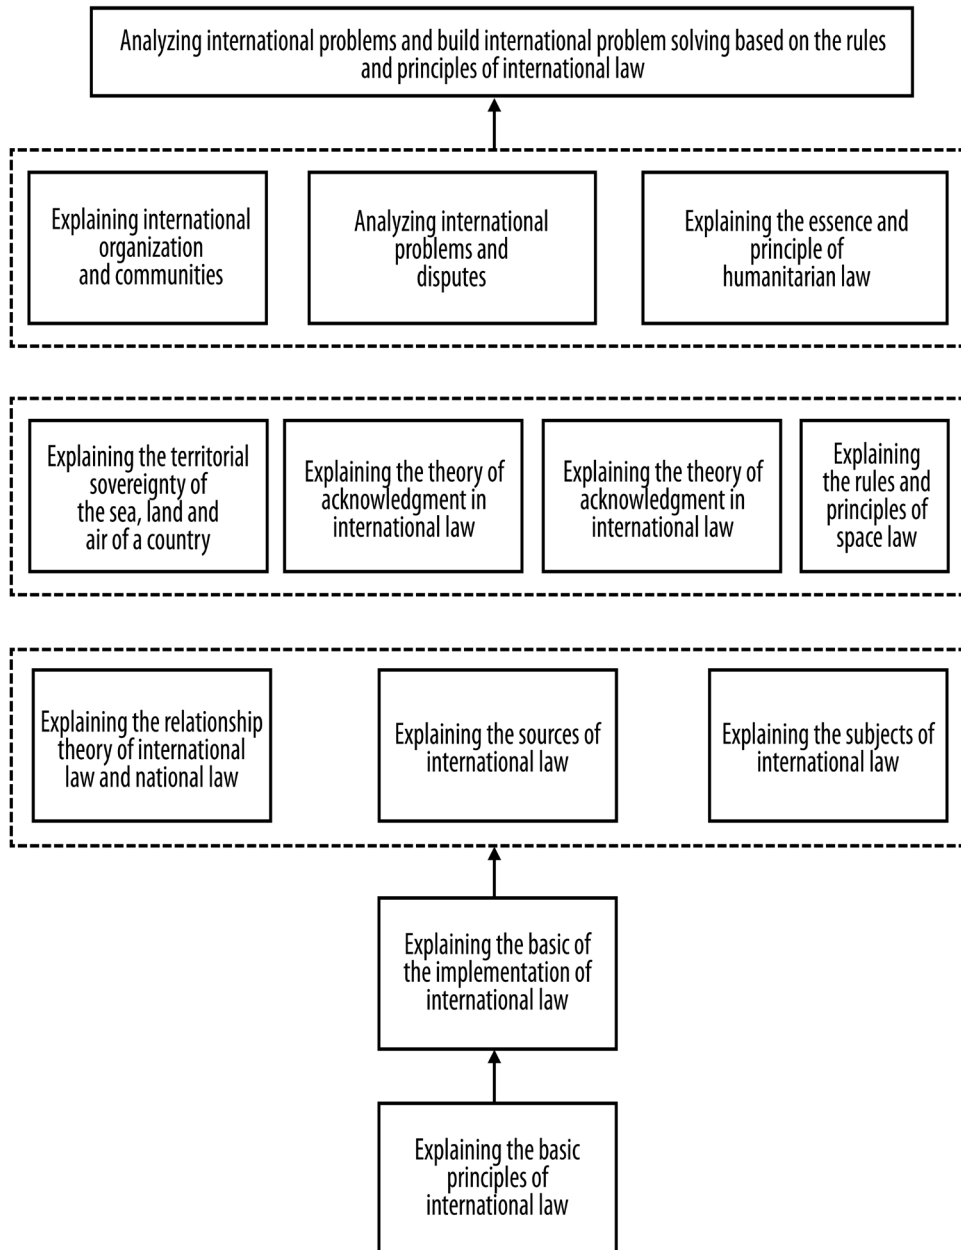 Analyzing international problems and build international problem solving based on the rules
and principles of international law
Explaining international
organization
and communities
Analyzing international
problems and
disputes
Explaining the essence and
principle of
humanitarian law
Explaining the territorial
sovereignty of
the sea, land and
air of a country
Explaining the theory of
acknowledgment in
international law
Explaining the theory of
acknowledgment in
international law
Explaining
the rules and
principles of
space law
Explaining the relationship
theory of international
law and national law
Explaining the sources of
international law
Explaining the subjects of
international law
Explaining the basic of
the implementation of
international law
Explaining the basic
principles of
international law